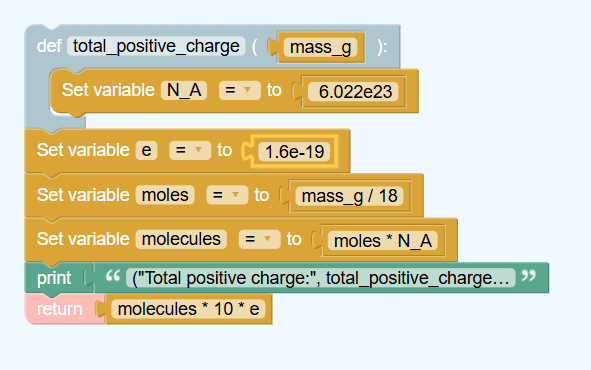 def total_positive_charge ( mass_g ):
Set variable N_A = to 6.022e23
Set variable e = to 1.6e-19
Set variable moles = to mass_g / 18
Set variable molecules = to moles * N_A
print “ ("Total positive charge:", total_positive_charge… ”
return molecules * 10 * e